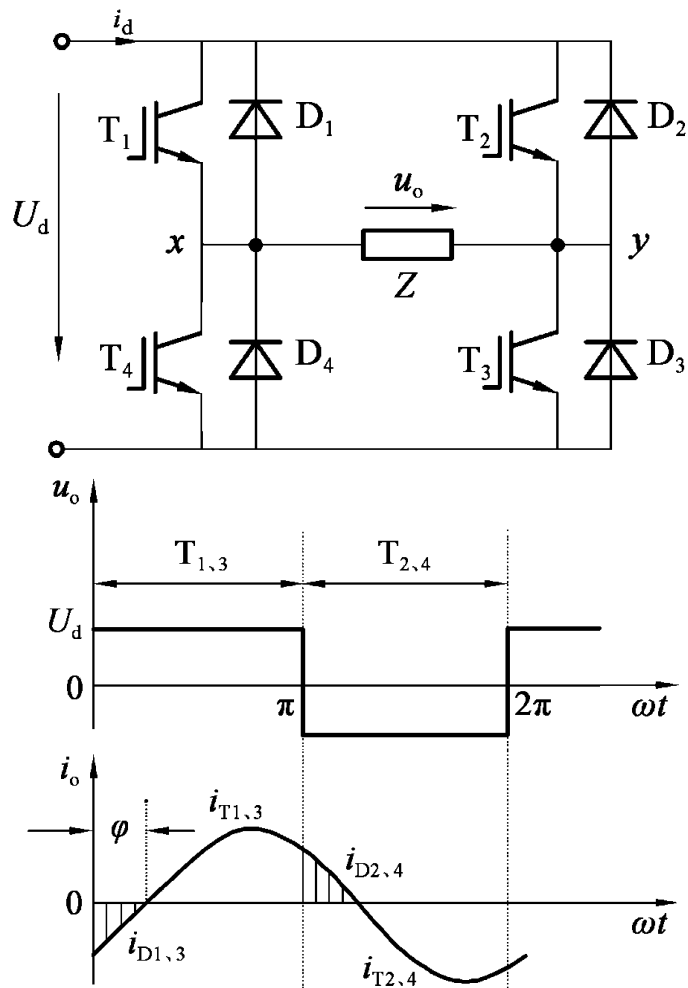 i_d
T_1 D_1 T_2 D_2
U_d
u_o
x y
Z
T_4 D_4 T_3 D_3
u_o
T_1、3 T_2、4
U_d
0 π 2π ωt
i_o
φ i_T1、3
i_D2、4
0 ωt
i_D1、3
i_T2、4